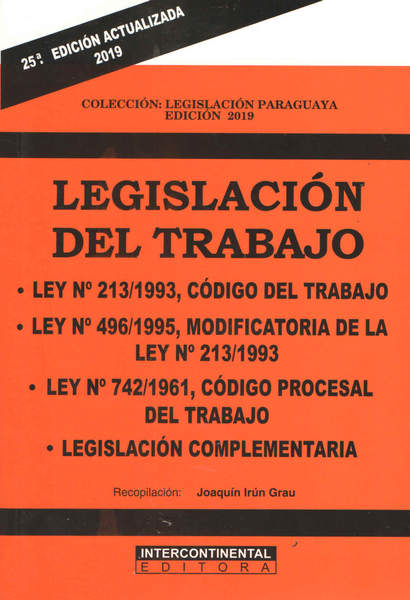 25ª. EDICIÓN ACTUALIZADA
2019
COLECCIÓN: LEGISLACIÓN PARAGUAYA
EDICIÓN 2019
LEGISLACIÓN
DEL TRABAJO
• LEY Nº 213/1993, CÓDIGO DEL TRABAJO
• LEY Nº 496/1995, MODIFICATORIA DE LA
LEY Nº 213/1993
• LEY Nº 742/1961, CÓDIGO PROCESAL
DEL TRABAJO
• LEGISLACIÓN COMPLEMENTARIA
Recopilación: Joaquín Irún Grau
INTERCONTINENTAL
EDITORA